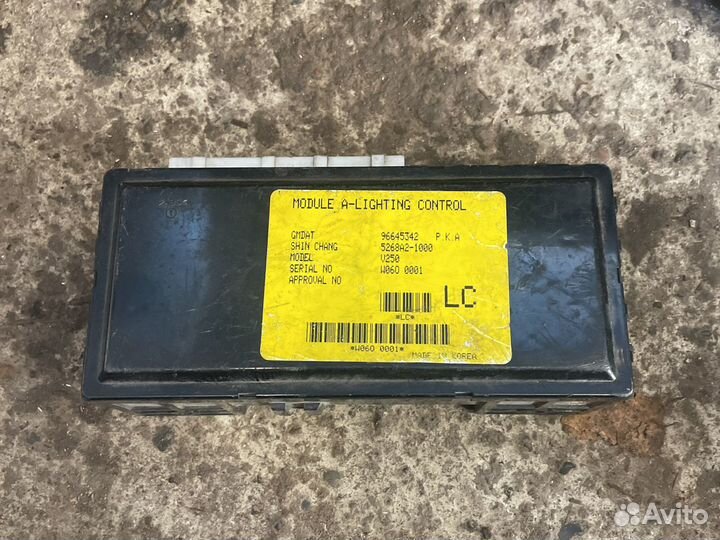 MODULE A-LIGHTING CONTROL
GMDAT 96645342 P.K.A
SHIN CHANG 5268A2-1000
MODEL V250
SERIAL NO W060 0001
APPROVAL NO
LC
*LC*
*W060 0001*
MADE IN KOREA
Avito